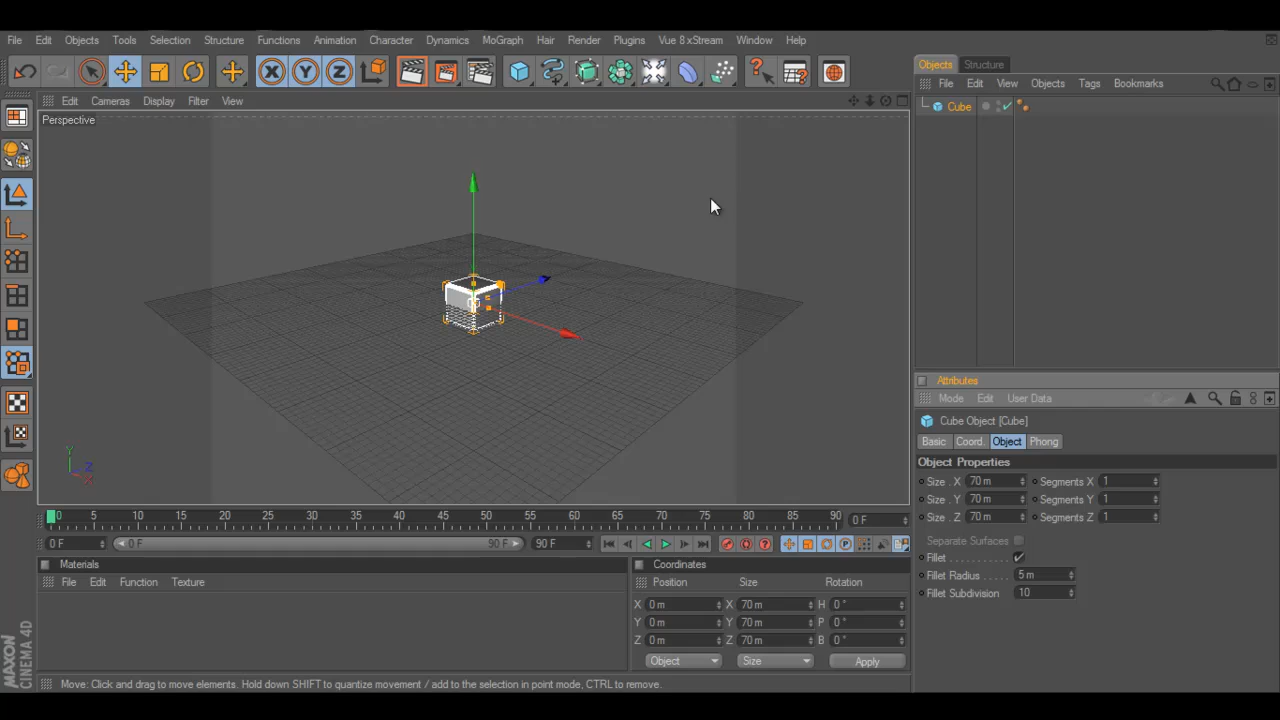 File Edit Objects Tools Selection Structure Functions Animation Character Dynamics MoGraph Hair Render Plugins Vue 8 xStream Window Help
X Y Z
Edit Cameras Display Filter View
Perspective
Y
Z
X
Objects Structure
File Edit View Objects Tags Bookmarks
Cube
Attributes
Mode Edit User Data
Cube Object [Cube]
Basic Coord. Object Phong
Object Properties
Size . X 70 m Segments X 1
Size . Y 70 m Segments Y 1
Size . Z 70 m Segments Z 1
Separate Surfaces
Fillet . . . . . . . . . . .
Fillet Radius . . . . . 5 m
Fillet Subdivision 10
0 5 10 15 20 25 30 35 40 45 50 55 60 65 70 75 80 85 90 0 F
0 F 0 F 90 F 90 F
Materials
File Edit Function Texture
Coordinates
Position Size Rotation
X 0 m X 70 m H 0 °
Y 0 m Y 70 m P 0 °
Z 0 m Z 70 m B 0 °
Object Size Apply
MAXON
CINEMA 4D
Move: Click and drag to move elements. Hold down SHIFT to quantize movement / add to the selection in point mode, CTRL to remove.